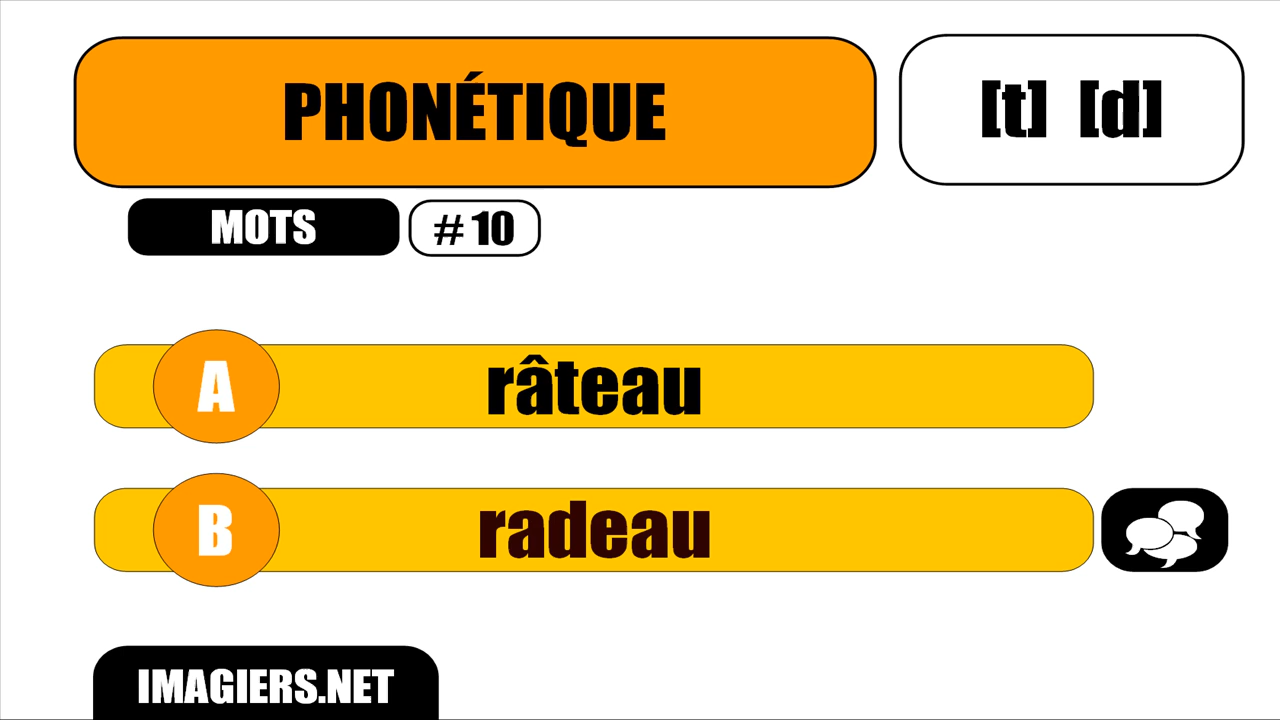 PHONÉTIQUE
[t] [d]
MOTS
# 10
A râteau
B radeau
IMAGIERS.NET